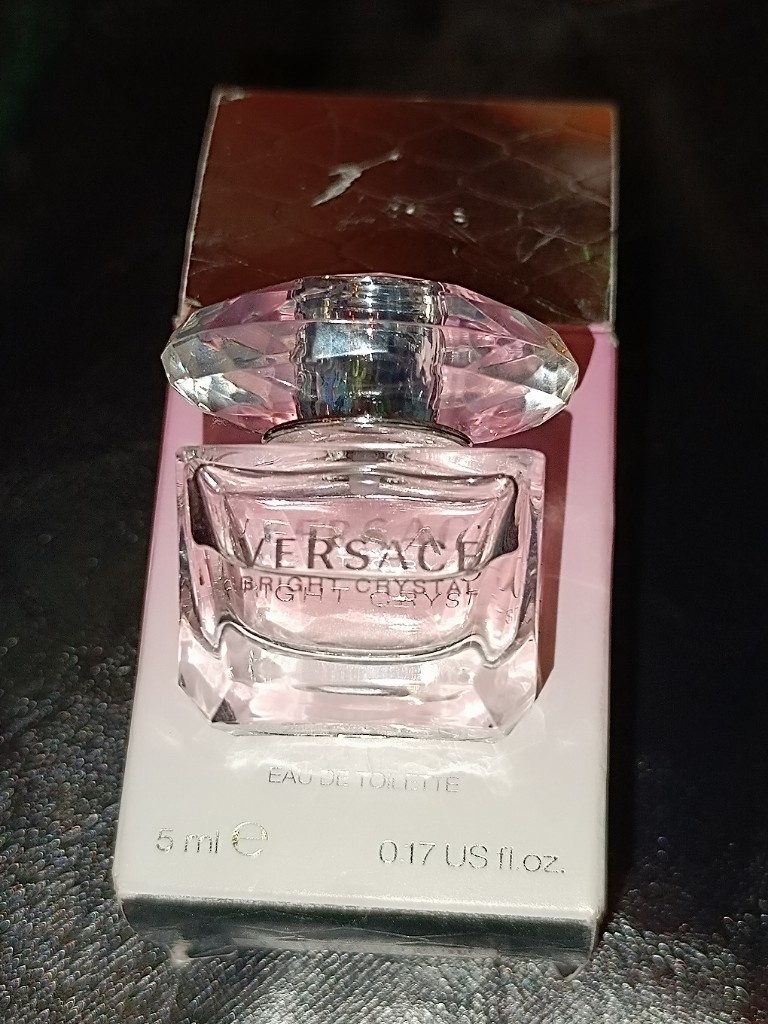 VERSACE
BRIGHT CRYSTAL
EAU DE TOILETTE
5 ml ℮
0.17 US fl.oz.